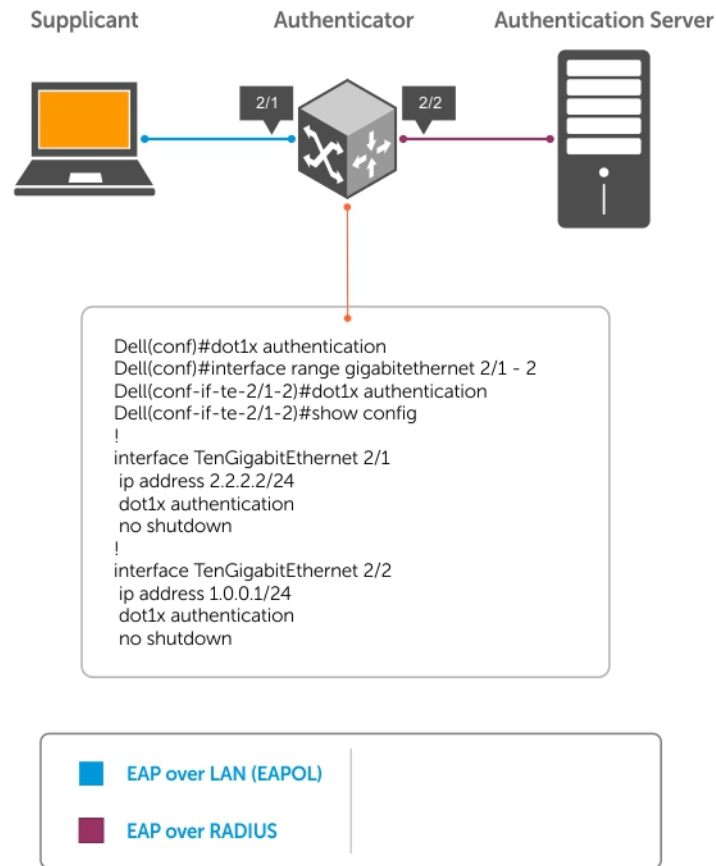 Supplicant
Authenticator
Authentication Server
2/1
2/2
Dell(conf)#dot1x authentication
Dell(conf)#interface range gigabitethernet 2/1 - 2
Dell(conf-if-te-2/1-2)#dot1x authentication
Dell(conf-if-te-2/1-2)#show config
!
interface TenGigabitEthernet 2/1
ip address 2.2.2.2/24
dot1x authentication
no shutdown
!
interface TenGigabitEthernet 2/2
ip address 1.0.0.1/24
dot1x authentication
no shutdown
EAP over LAN (EAPOL)
EAP over RADIUS